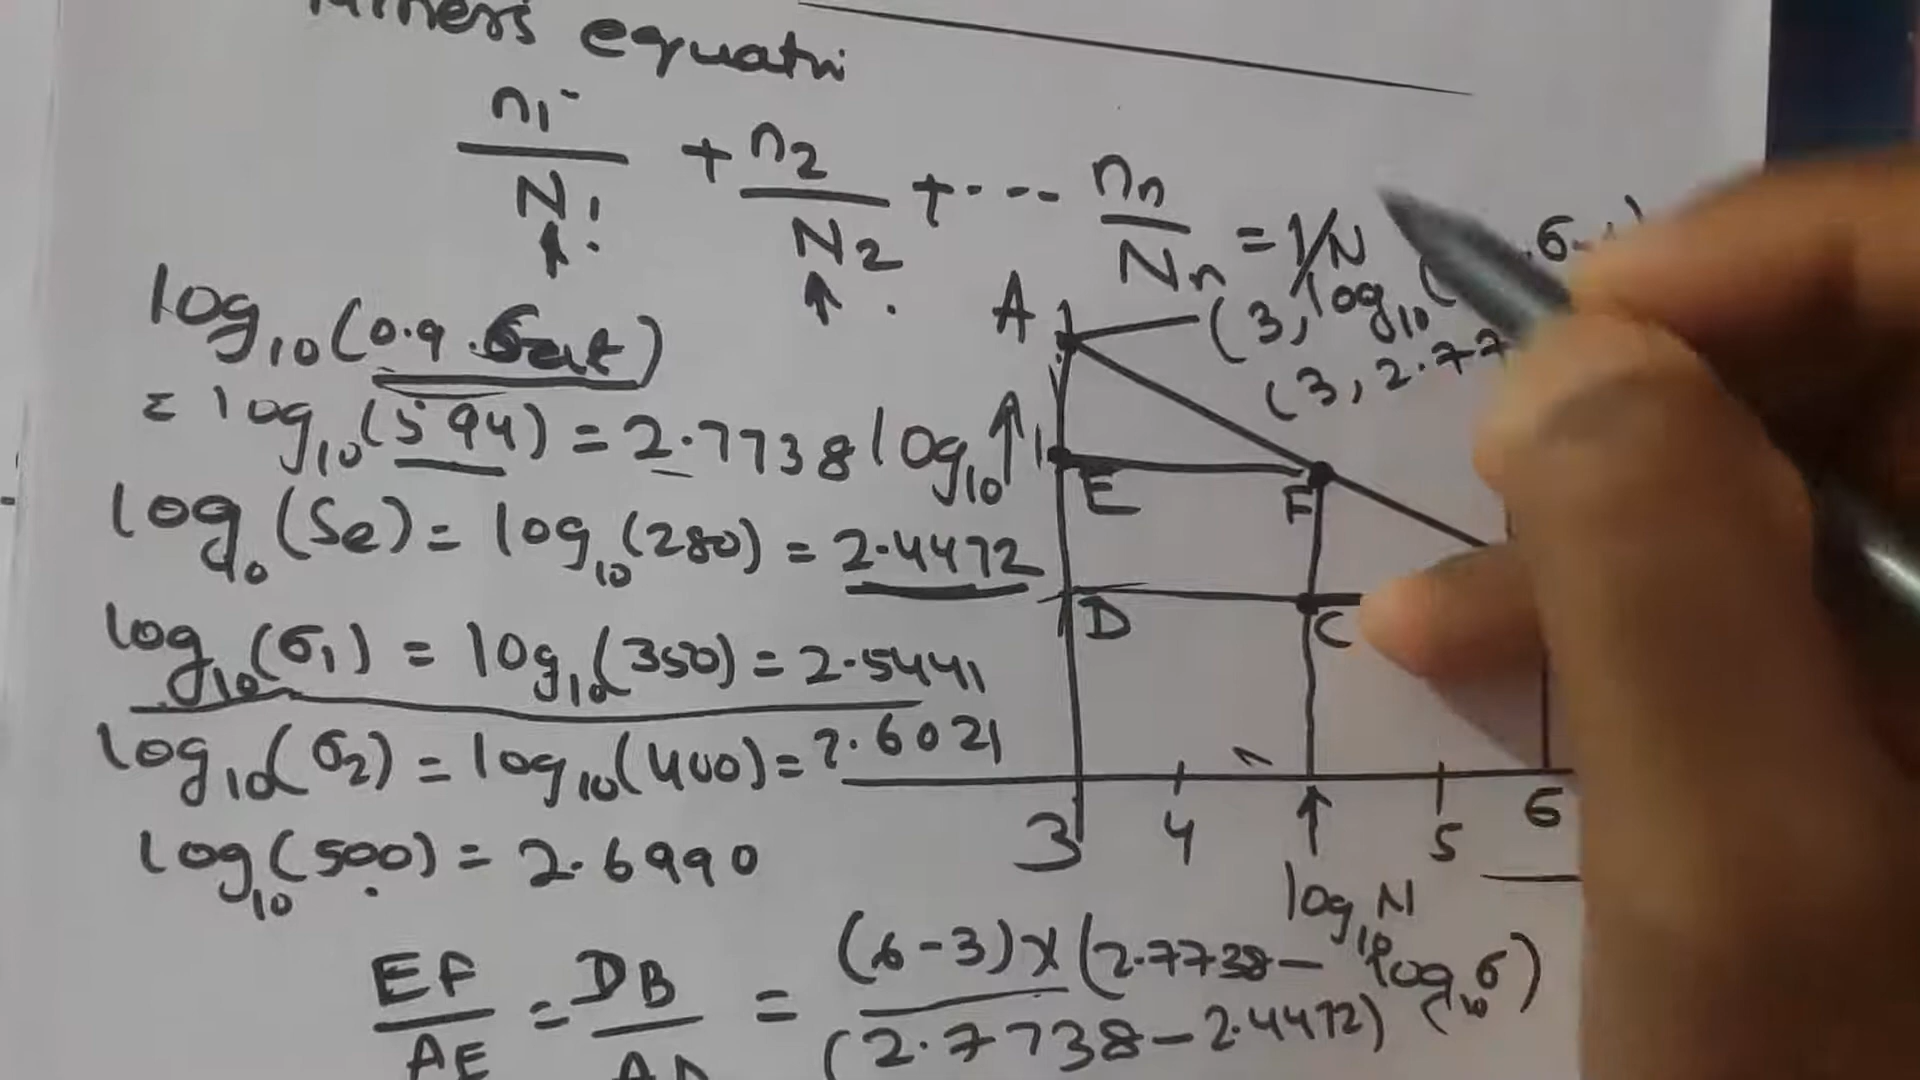 equati
n1 / N1 + n2 / N2 + ---- nn / Nn = 1/N
log10(0.9.σut)
= log10(594) = 2.7738
log10(Se) = log10(280) = 2.4472
log10(σ1) = log10(350) = 2.5441
log10(σ2) = log10(400) = 2.6021
log10(500) = 2.6990
A
(3, log10(
(3, 2.77
log10
E
F
D
C
3 4 5 6
log10 N
EF / AE = DB / AD = (6-3) x (2.7738 - log10 σ) / (2.7738 - 2.4472)